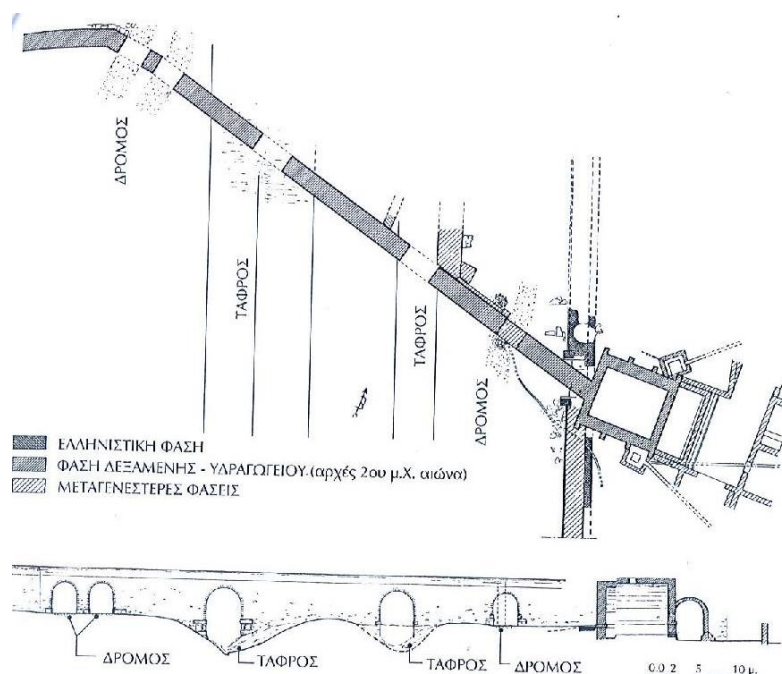 ΔΡΟΜΟΣ
ΤΑΦΡΟΣ
ΤΑΦΡΟΣ
ΔΡΟΜΟΣ
ΕΛΛΗΝΙΣΤΙΚΗ ΦΑΣΗ
ΦΑΣΗ ΔΕΞΑΜΕΝΗΣ - ΥΔΡΑΓΩΓΕΙΟΥ (αρχές 2ου μ.Χ. αιώνα)
ΜΕΤΑΓΕΝΕΣΤΕΡΕΣ ΦΑΣΕΙΣ
ΔΡΟΜΟΣ
ΤΑΦΡΟΣ
ΤΑΦΡΟΣ
ΔΡΟΜΟΣ
0.0 2 5 10 μ.